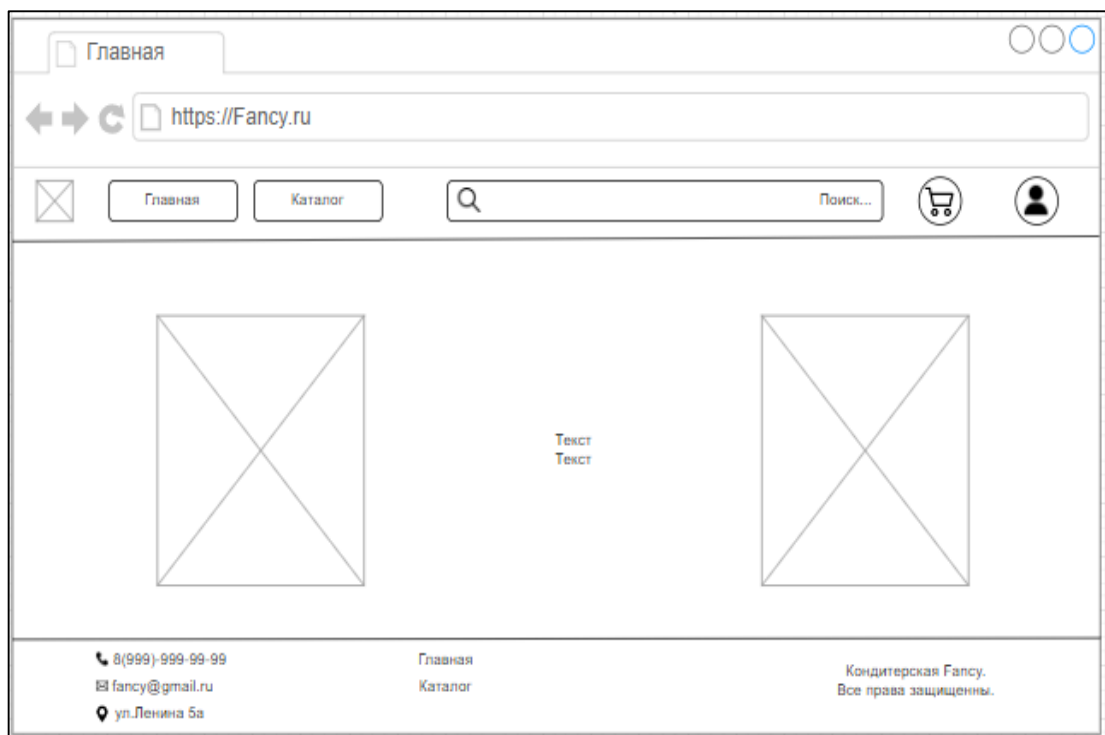 Главная
https://Fancy.ru
Главная
Каталог
Поиск...
Текст
Текст
8(999)-999-99-99
fancy@gmail.ru
ул.Ленина 5а
Главная
Каталог
Кондитерская Fancy.
Все права защищенны.